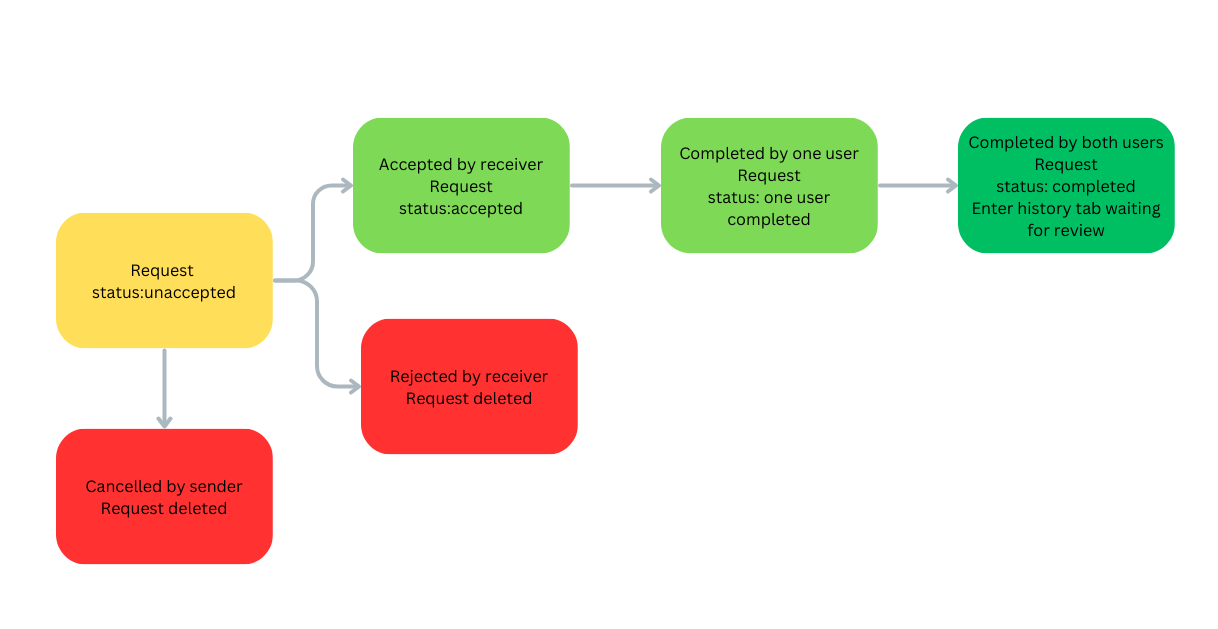 Accepted by receiver
Request
status:accepted
Completed by one user
Request
status: one user
completed
Completed by both users
Request
status: completed
Enter history tab waiting
for review
Request
status:unaccepted
Rejected by receiver
Request deleted
Cancelled by sender
Request deleted